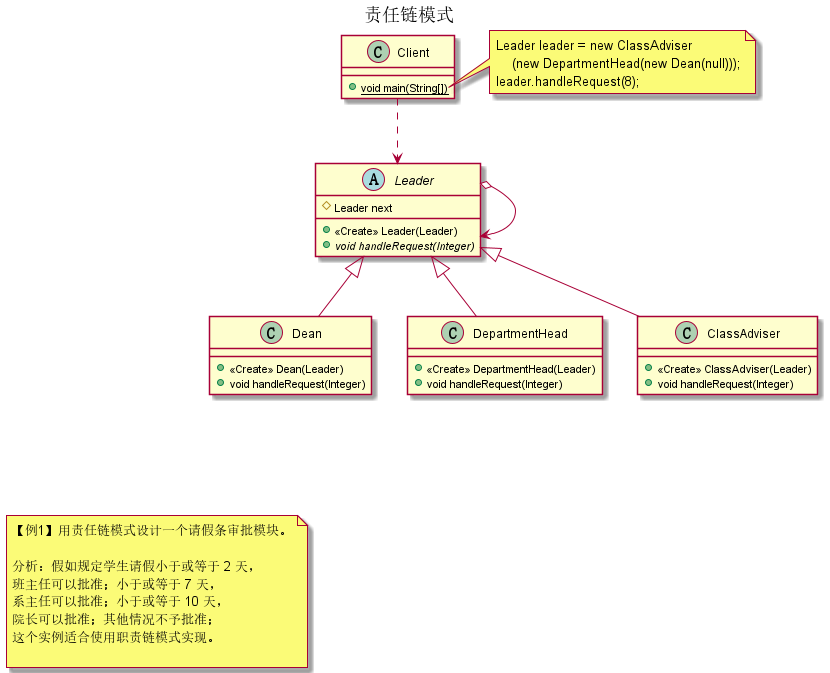 责任链模式
C Client
void main(String[])
Leader leader = new ClassAdviser
(new DepartmentHead(new Dean(null)));
leader.handleRequest(8);
A Leader
Leader next
«Create» Leader(Leader)
void handleRequest(Integer)
C Dean
«Create» Dean(Leader)
void handleRequest(Integer)
C DepartmentHead
«Create» DepartmentHead(Leader)
void handleRequest(Integer)
C ClassAdviser
«Create» ClassAdviser(Leader)
void handleRequest(Integer)
【例1】用责任链模式设计一个请假条审批模块。
分析：假如规定学生请假小于或等于 2 天，
班主任可以批准；小于或等于 7 天，
系主任可以批准；小于或等于 10 天，
院长可以批准；其他情况不予批准；
这个实例适合使用职责链模式实现。